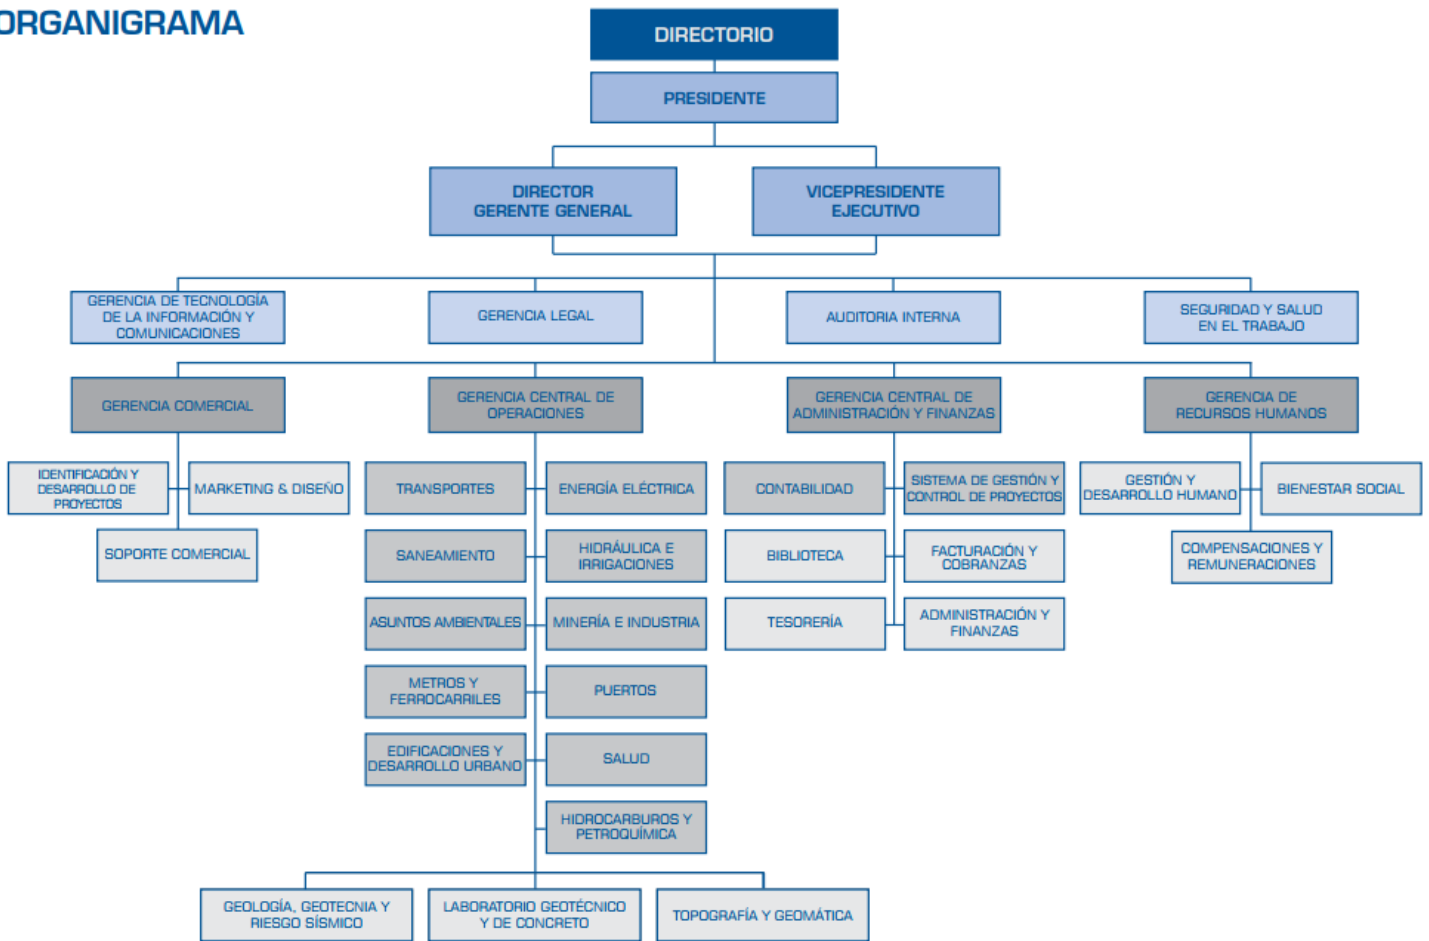 ORGANIGRAMA
DIRECTORIO
PRESIDENTE
DIRECTOR
GERENTE GENERAL
VICEPRESIDENTE
EJECUTIVO
GERENCIA DE TECNOLOGÍA
DE LA INFORMACIÓN Y
COMUNICACIONES
GERENCIA LEGAL
AUDITORIA INTERNA
SEGURIDAD Y SALUD
EN EL TRABAJO
GERENCIA COMERCIAL
GERENCIA CENTRAL DE
OPERACIONES
GERENCIA CENTRAL DE
ADMINISTRACIÓN Y FINANZAS
GERENCIA DE
RECURSOS HUMANOS
IDENTIFICACIÓN Y
DESARROLLO DE
PROYECTOS
MARKETING & DISEÑO
SOPORTE COMERCIAL
TRANSPORTES
ENERGÍA ELÉCTRICA
SANEAMIENTO
HIDRÁULICA E
IRRIGACIONES
ASUNTOS AMBIENTALES
MINERÍA E INDUSTRIA
METROS Y
FERROCARRILES
PUERTOS
EDIFICACIONES Y
DESARROLLO URBANO
SALUD
HIDROCARBUROS Y
PETROQUÍMICA
GEOLOGÍA, GEOTECNIA Y
RIESGO SÍSMICO
LABORATORIO GEOTÉCNICO
Y DE CONCRETO
TOPOGRAFÍA Y GEOMÁTICA
CONTABILIDAD
SISTEMA DE GESTIÓN Y
CONTROL DE PROYECTOS
BIBLIOTECA
FACTURACIÓN Y
COBRANZAS
TESORERÍA
ADMINISTRACIÓN Y
FINANZAS
GESTIÓN Y
DESARROLLO HUMANO
BIENESTAR SOCIAL
COMPENSACIONES Y
REMUNERACIONES